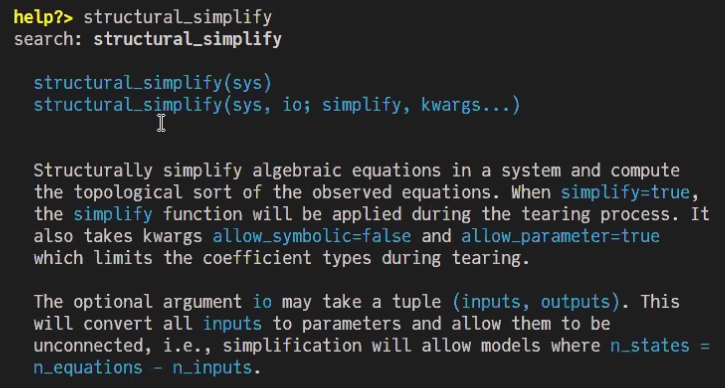 help?> structural_simplify
search: structural_simplify
structural_simplify(sys)
structural_simplify(sys, io; simplify, kwargs...)
Structurally simplify algebraic equations in a system and compute
the topological sort of the observed equations. When simplify=true,
the simplify function will be applied during the tearing process. It
also takes kwargs allow_symbolic=false and allow_parameter=true
which limits the coefficient types during tearing.
The optional argument io may take a tuple (inputs, outputs). This
will convert all inputs to parameters and allow them to be
unconnected, i.e., simplification will allow models where n_states =
n_equations - n_inputs.